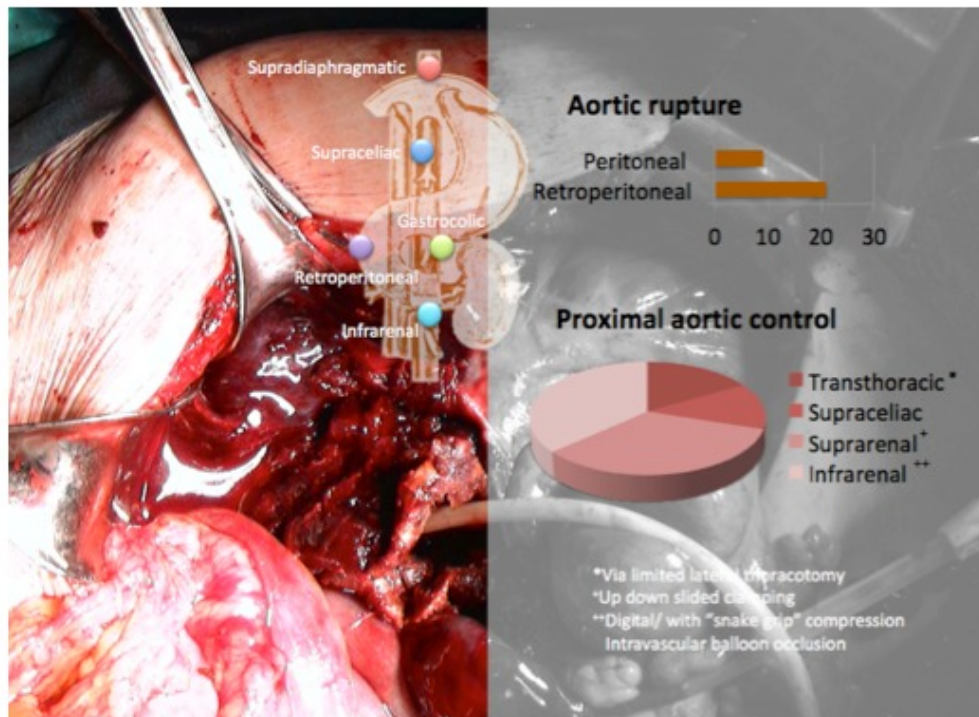 Supradiaphragmatic
Supraceliac
Gastrocolic
Retroperitoneal
Infrarenal
Aortic rupture
Peritoneal
Retroperitoneal
0 10 20 30
Proximal aortic control
Transthoracic *
Supraceliac
Suprarenal +
Infrarenal ++
*Via limited lateral thoracotomy
+Up down slided clamping
++Digital/ with “snake grip” compression
Intravascular balloon occlusion